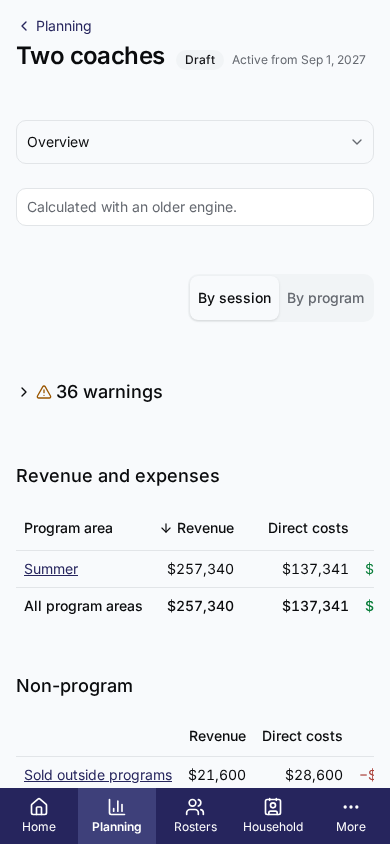 Planning
Two coaches Draft Active from Sep 1, 2027
Overview
Calculated with an older engine.
By session By program
36 warnings
Revenue and expenses
Program area Revenue Direct costs
Summer $257,340 $137,341 $
All program areas $257,340 $137,341 $
Non-program
Revenue Direct costs
Sold outside programs $21,600 $28,600 −$
Home Planning Rosters Household More